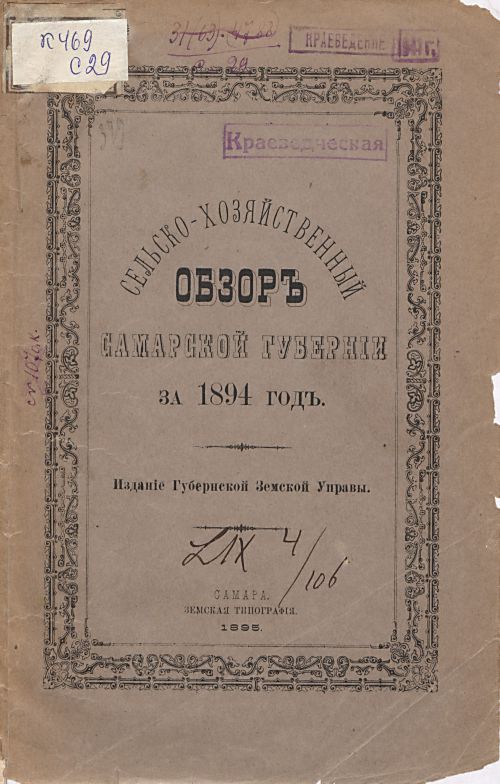 К469
С29
КРАЕВЕДЕНИЕ
Краеведческая
СЕЛЬСКО-ХОЗЯЙСТВЕННЫЙ
ОБЗОРЪ
САМАРСКОЙ ГУБЕРНІИ
ЗА 1894 ГОДЪ.
Изданіе Губернской Земской Управы.
LIX 4/106
САМАРА.
ЗЕМСКАЯ ТИПОГРАФІЯ.
1895.